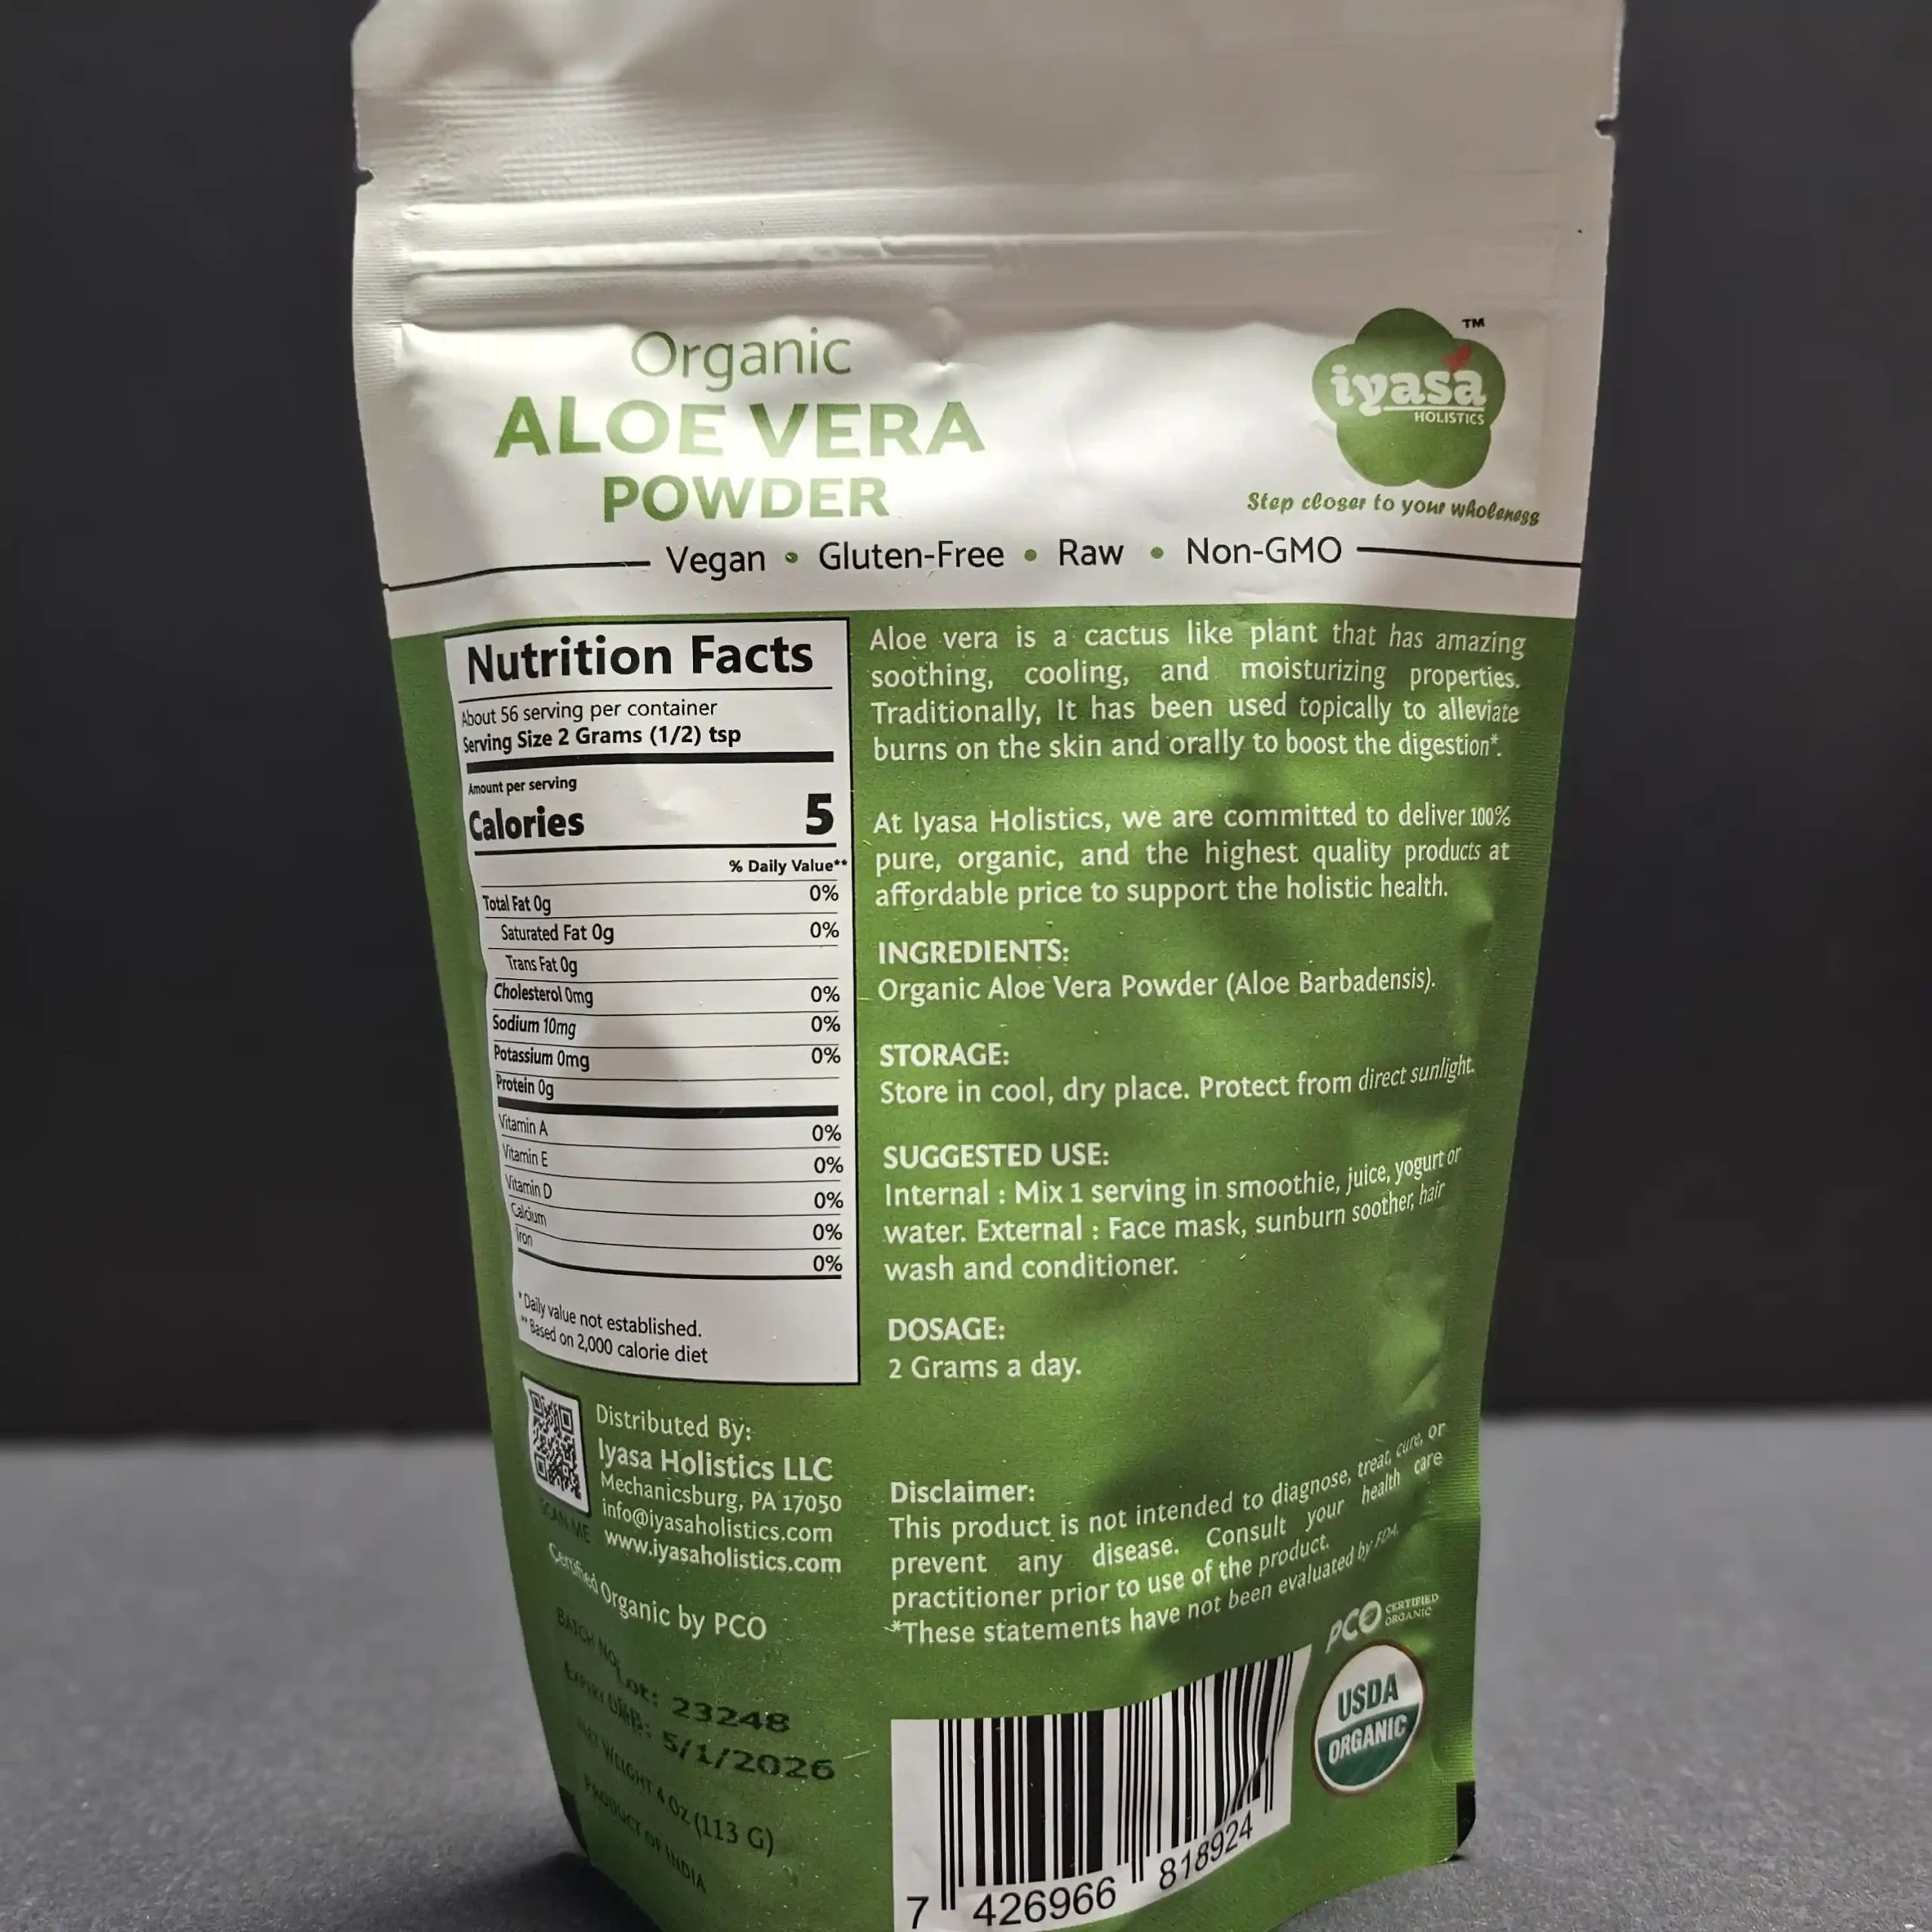 Organic
ALOE VERA
POWDER
TM
iyasa
HOLISTICS
Step closer to your wholeness
Vegan • Gluten-Free • Raw • Non-GMO
Nutrition Facts
About 56 serving per container
Serving Size 2 Grams (1/2) tsp
Amount per serving
Calories 5
% Daily Value**
Total Fat 0g 0%
Saturated Fat 0g 0%
Trans Fat 0g
Cholesterol 0mg 0%
Sodium 10mg 0%
Potassium 0mg 0%
Protein 0g
Vitamin A 0%
Vitamin E 0%
Vitamin D 0%
Calcium 0%
Iron 0%
* Daily value not established.
** Based on 2,000 calorie diet
Aloe vera is a cactus like plant that has amazing
soothing, cooling, and moisturizing properties.
Traditionally, It has been used topically to alleviate
burns on the skin and orally to boost the digestion*.
At Iyasa Holistics, we are committed to deliver 100%
pure, organic, and the highest quality products at
affordable price to support the holistic health.
INGREDIENTS:
Organic Aloe Vera Powder (Aloe Barbadensis).
STORAGE:
Store in cool, dry place. Protect from direct sunlight.
SUGGESTED USE:
Internal : Mix 1 serving in smoothie, juice, yogurt or
water. External : Face mask, sunburn soother, hair
wash and conditioner.
DOSAGE:
2 Grams a day.
SCAN ME
Distributed By:
Iyasa Holistics LLC
Mechanicsburg, PA 17050
info@iyasaholistics.com
www.iyasaholistics.com
Certified Organic by PCO
BATCH NO: Lot: 23248
EXPIRY 5/1/2026
NET WEIGHT 4 OZ (113 G)
PRODUCT OF INDIA
Disclaimer:
This product is not intended to diagnose, treat, cure, or
prevent any disease. Consult your health care
practitioner prior to use of the product.
*These statements have not been evaluated by FDA.
PCO CERTIFIED
ORGANIC
USDA
ORGANIC
7 426966 818924